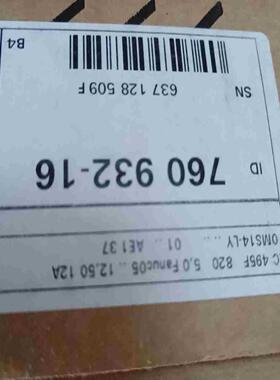 C 495F 820 5,0 Fanuc05 .. 12,50 12A
OMS14-LY 01 .. AE1 37
ID 760 932-16
SN 637 128 509 F
B4